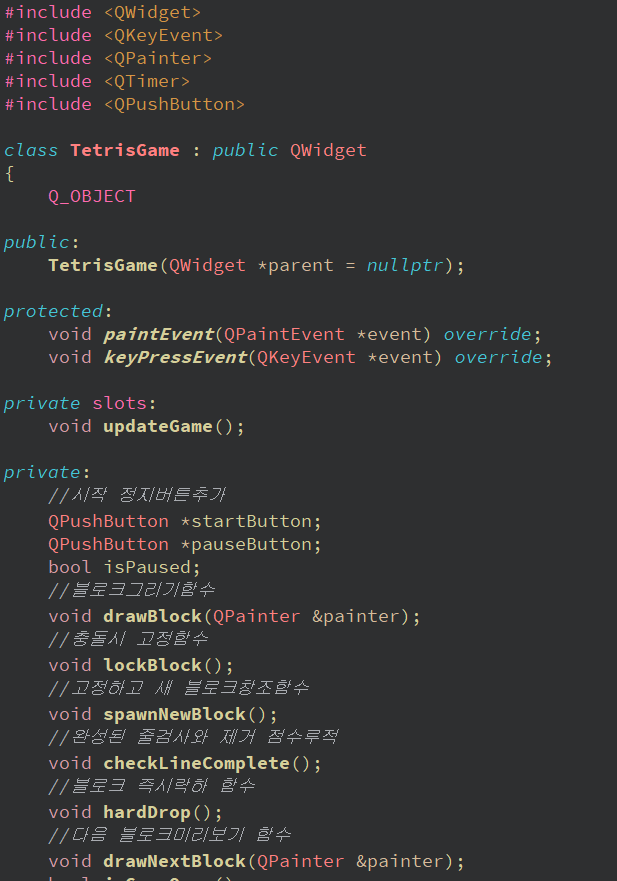 #include <QWidget>
#include <QKeyEvent>
#include <QPainter>
#include <QTimer>
#include <QPushButton>
class TetrisGame : public QWidget
{
Q_OBJECT
public:
TetrisGame(QWidget *parent = nullptr);
protected:
void paintEvent(QPaintEvent *event) override;
void keyPressEvent(QKeyEvent *event) override;
private slots:
void updateGame();
private:
//시작 정지버튼추가
QPushButton *startButton;
QPushButton *pauseButton;
bool isPaused;
//블로크그리기함수
void drawBlock(QPainter &painter);
//충돌시 고정함수
void lockBlock();
//고정하고 새 블로크창조함수
void spawnNewBlock();
//완성된 줄검사와 제거 점수루적
void checkLineComplete();
//블로크 즉시락하 함수
void hardDrop();
//다음 블로크미리보기 함수
void drawNextBlock(QPainter &painter);